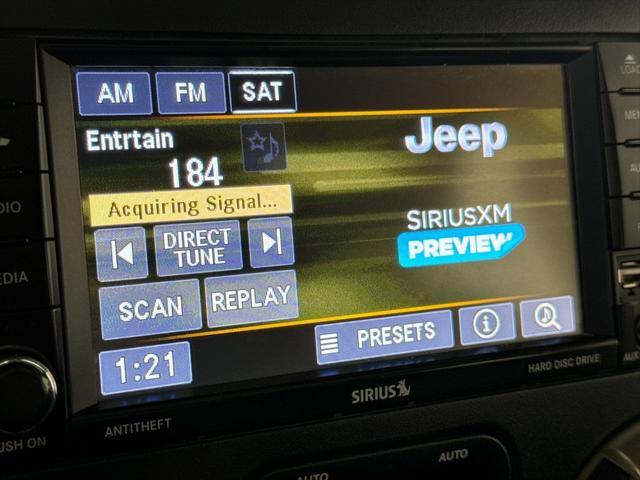 AM FM SAT
LOAD
Entrtain
Jeep
184
Acquiring Signal...
SIRIUSXM
PREVIEW
DIRECT
TUNE
SCAN REPLAY
PRESETS
1:21
HARD DISC DRIVE
SIRIUS
ANTITHEFT
AUTO
AUTO